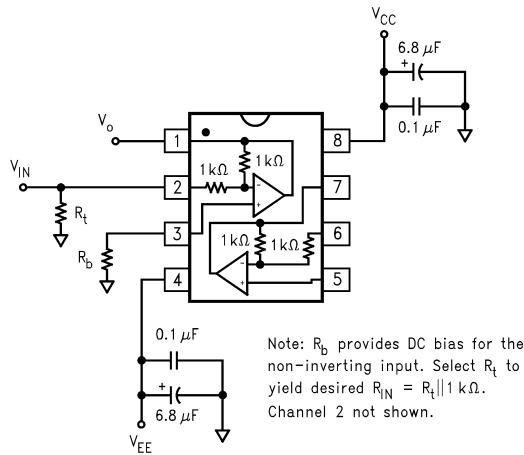 V_CC
6.8 μF
+
0.1 μF
V_o
1
8
1kΩ
1kΩ
V_IN
2
7
-
+
R_t
3
6
1kΩ
1kΩ
R_b
-
+
4
5
0.1 μF
+
6.8 μF
V_EE
Note: R_b provides DC bias for the
non-inverting input. Select R_t to
yield desired R_IN = R_t||1 kΩ.
Channel 2 not shown.